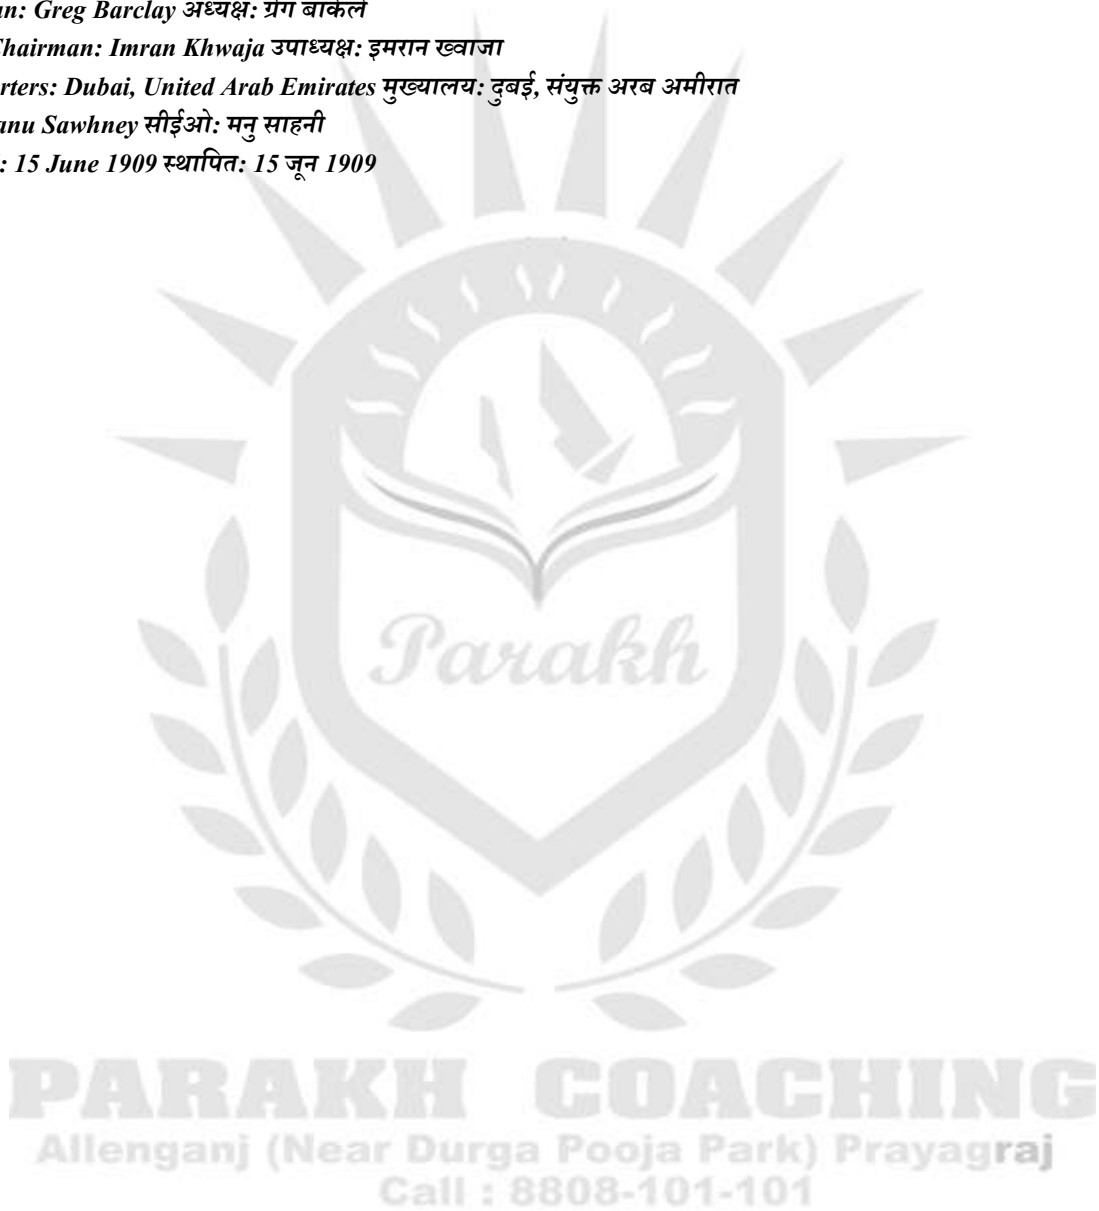 an: Greg Barclay अध्यक्ष: ग्रेग बार्कले
Chairman: Imran Khwaja उपाध्यक्ष: इमरान ख्वाजा
rters: Dubai, United Arab Emirates मुख्यालय: दुबई, संयुक्त अरब अमीरात
anu Sawhney सीईओ: मनु साहनी
: 15 June 1909 स्थापित: 15 जून 1909
Parakh
PARAKH COACHING
Allenganj (Near Durga Pooja Park) Prayagraj
Call : 8808-101-101